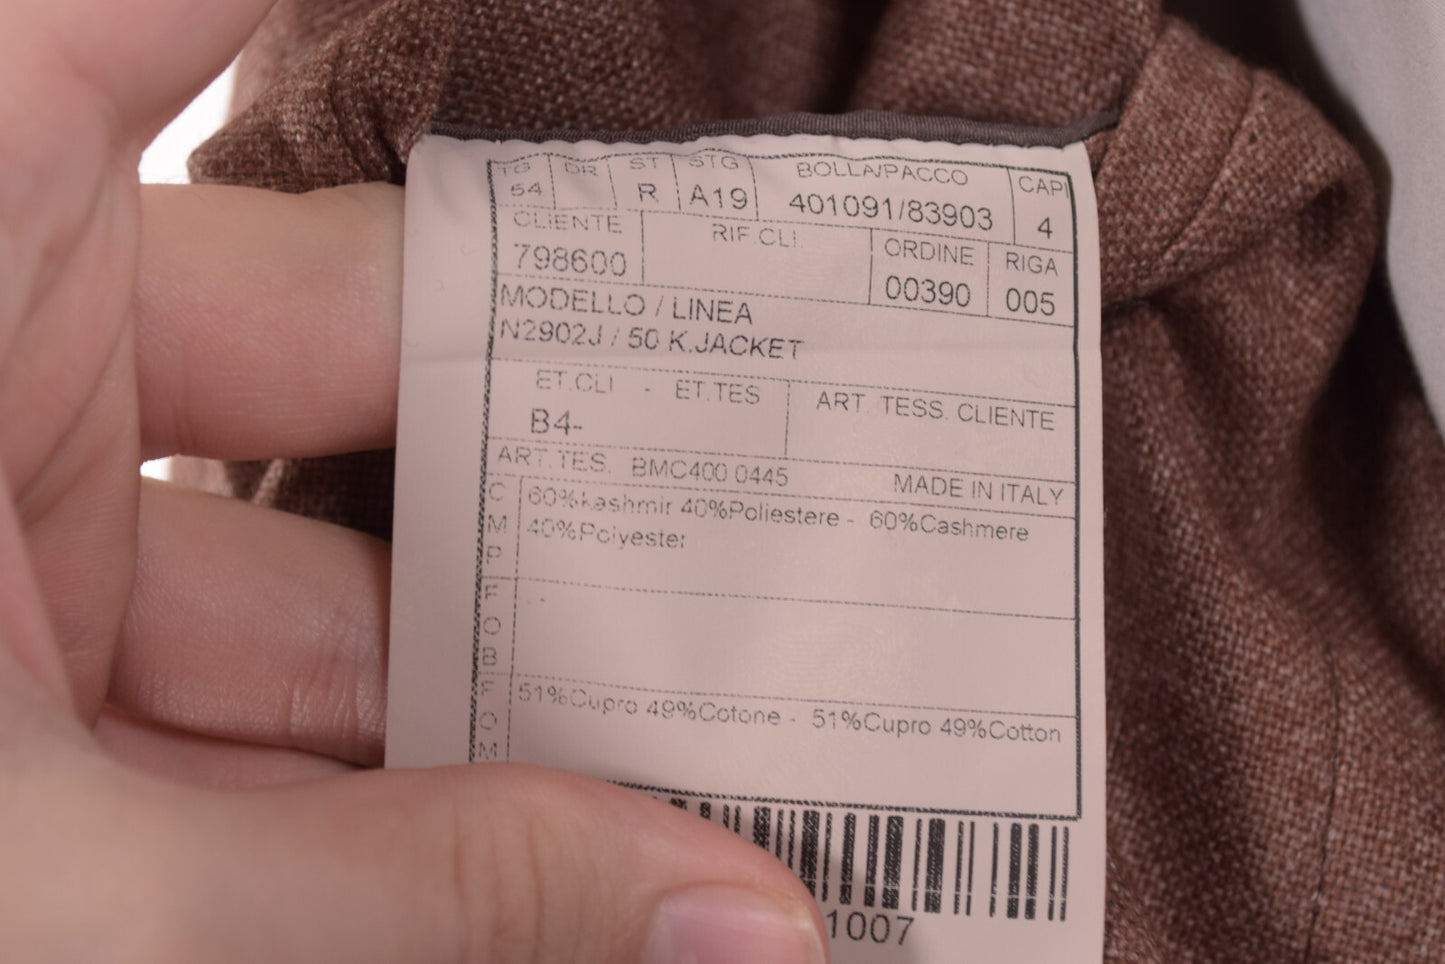 TG DR ST STG BOLLA/PACCO CAPI
54 R A19 401091/83903 4
CLIENTE RIF CLI. ORDINE RIGA
798600 00390 005
MODELLO / LINEA
N2902J / 50 K.JACKET
ET.CLI - ET.TES ART. TESS. CLIENTE
B4-
ART.TES. BMC400 0445 MADE IN ITALY
CMP
60%kashmir 40%Poliestere - 60%Cashmere
40%Polyester
FOB
FOM
51%Cupro 49%Cotone - 51%Cupro 49%Cotton
1007